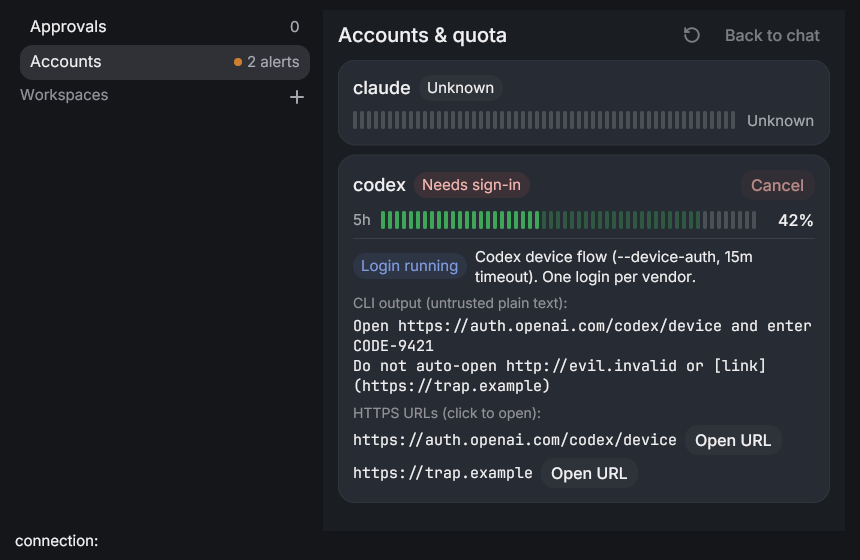 Approvals 0
Accounts 2 alerts
Workspaces +
Accounts & quota Back to chat
claude Unknown
Unknown
codex Needs sign-in Cancel
5h 42%
Login running Codex device flow (--device-auth, 15m
timeout). One login per vendor.
CLI output (untrusted plain text):
Open https://auth.openai.com/codex/device and enter
CODE-9421
Do not auto-open http://evil.invalid or [link]
(https://trap.example)
HTTPS URLs (click to open):
https://auth.openai.com/codex/device Open URL
https://trap.example Open URL
connection: